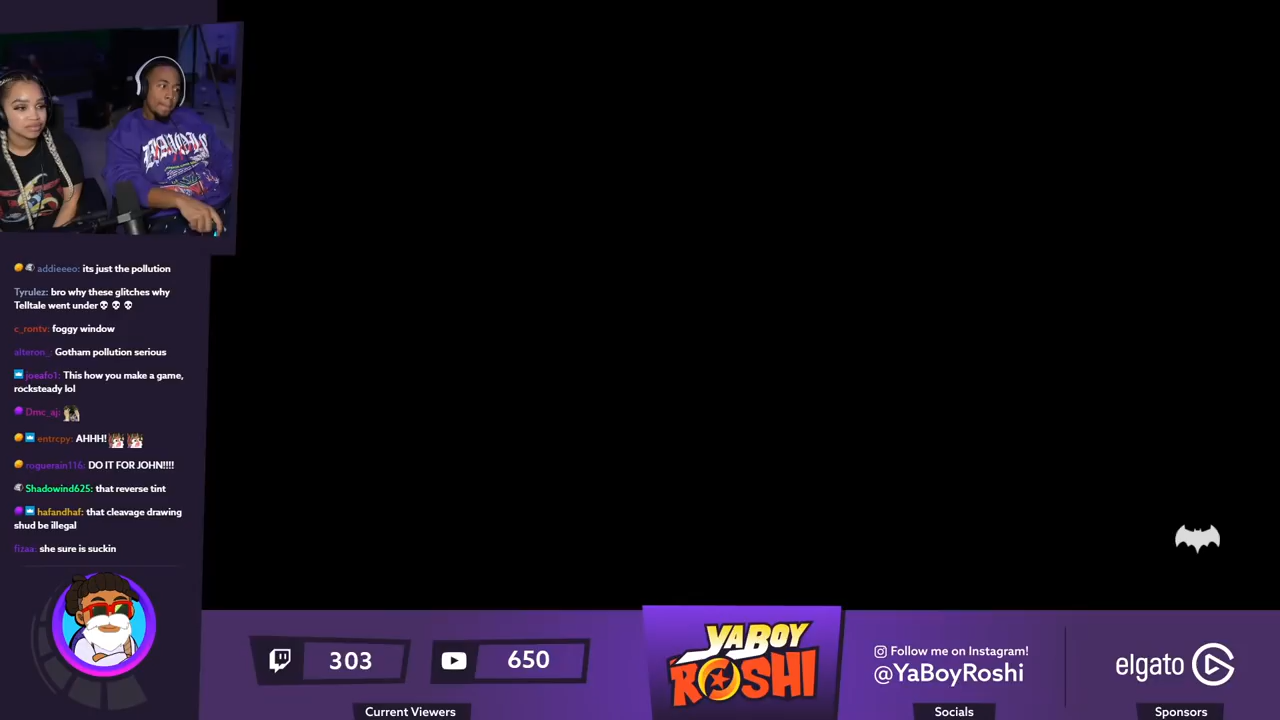 addieeeo: its just the pollution
Tyrulez: bro why these glitches why
Telltale went under
c_rontv: foggy window
alteron_: Gotham pollution serious
joeafo1: This how you make a game,
rocksteady lol
Dmc_aj:
entrcpy: AHHH!
roguerain116: DO IT FOR JOHN!!!!
Shadowind625: that reverse tint
hafandhaf: that cleavage drawing
shud be illegal
fizaa: she sure is suckin
303
650
Current Viewers
YABOY
ROSHI
Follow me on Instagram!
@YaBoyRoshi
Socials
elgato
Sponsors